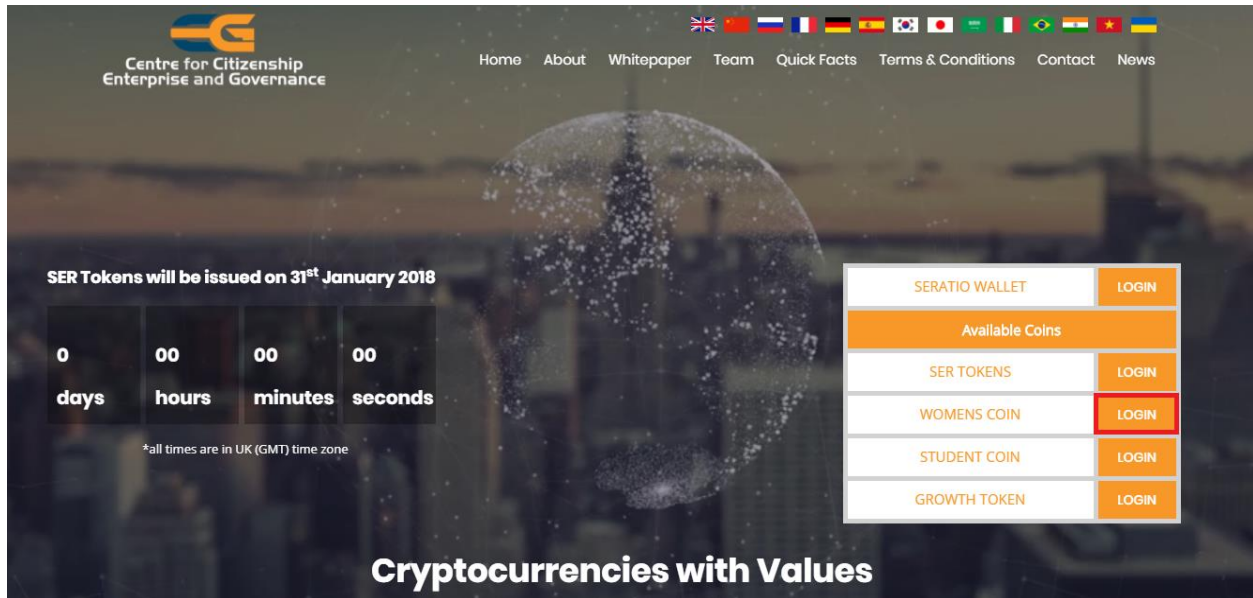 Centre for Citizenship
Enterprise and Governance
Home About Whitepaper Team Quick Facts Terms & Conditions Contact News
SER Tokens will be issued on 31st January 2018
0 00 00 00
days hours minutes seconds
*all times are in UK (GMT) time zone
SERATIO WALLET LOGIN
Available Coins
SER TOKENS LOGIN
WOMENS COIN LOGIN
STUDENT COIN LOGIN
GROWTH TOKEN LOGIN
Cryptocurrencies with Values